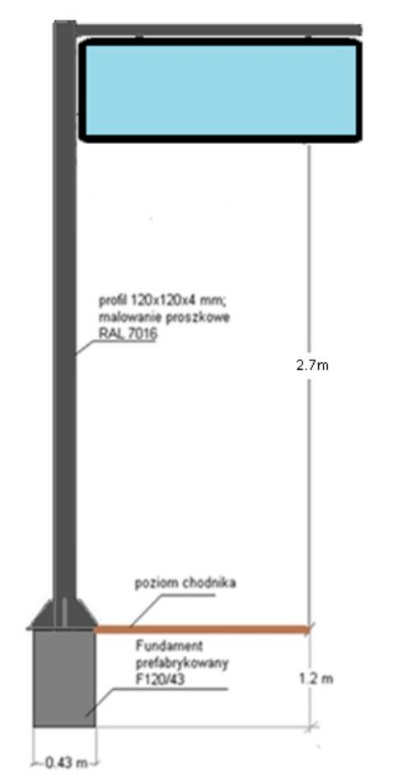 profil 120x120x4 mm;
malowanie proszkowe
RAL 7016
2.7m
poziom chodnika
Fundament
prefabrykowany
F120/43
1.2 m
0.43 m